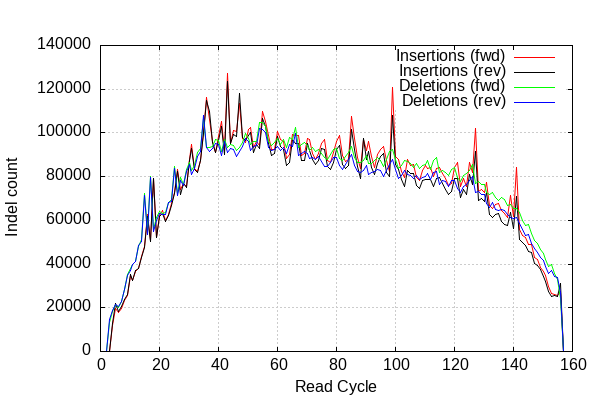 140000
120000
100000
80000
60000
40000
20000
0
Indel count
Insertions (fwd)
Insertions (rev)
Deletions (fwd)
Deletions (rev)
0 20 40 60 80 100 120 140 160
Read Cycle